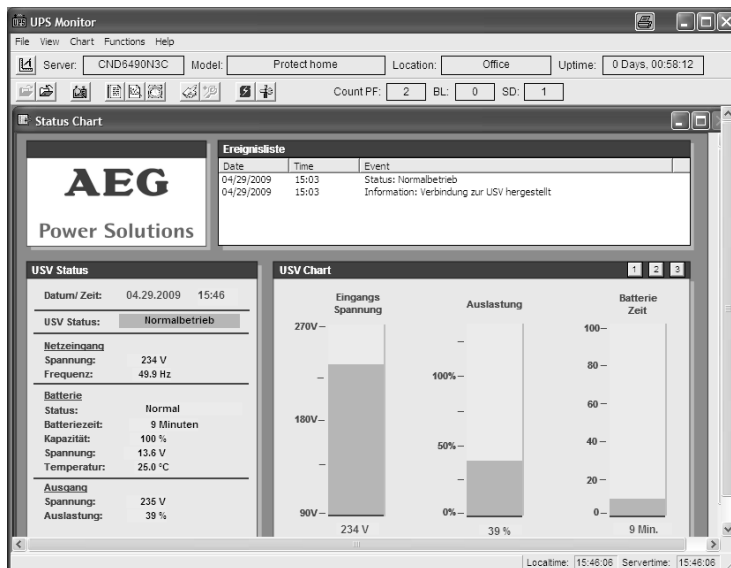 UPS Monitor
File View Chart Functions Help
Server: CND6490N3C Model: Protect home Location: Office Uptime: 0 Days, 00:58:12
Count PF: 2 BL: 0 SD: 1
Status Chart
AEG
Power Solutions
Ereignisliste
Date Time Event
04/29/2009 15:03 Status: Normalbetrieb
04/29/2009 15:03 Information: Verbindung zur USV hergestellt
USV Status
Datum/ Zeit: 04.29.2009 15:46
USV Status: Normalbetrieb
Netzeingang
Spannung: 234 V
Frequenz: 49.9 Hz
Batterie
Status: Normal
Batteriezeit: 9 Minuten
Kapazität: 100 %
Spannung: 13.6 V
Temperatur: 25.0 °C
Ausgang
Spannung: 235 V
Auslastung: 39 %
USV Chart 1 2 3
Eingangs
Spannung
270V
180V
90V
234 V
Auslastung
100%
50%
0%
39 %
Batterie
Zeit
100
80
60
40
20
0
9 Min.
Localtime: 15:46:06 Servertime: 15:46:06